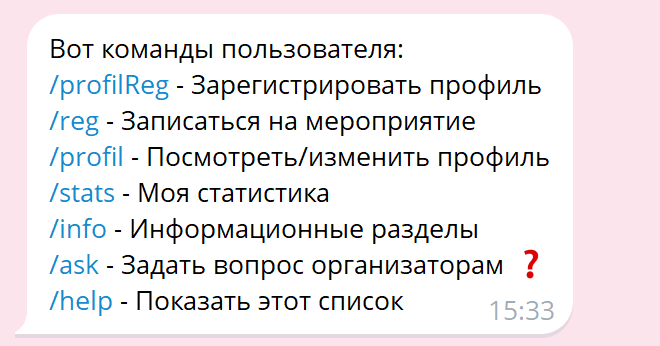 Вот команды пользователя:
/profilReg - Зарегистрировать профиль
/reg - Записаться на мероприятие
/profil - Посмотреть/изменить профиль
/stats - Моя статистика
/info - Информационные разделы
/ask - Задать вопрос организаторам ❓
/help - Показать этот список
15:33